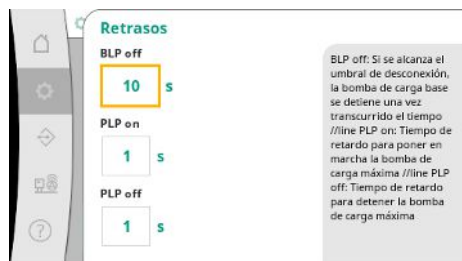 Retrasos
BLP off
10 s
PLP on
1 s
PLP off
1 s
BLP off: Si se alcanza el
umbral de desconexión,
la bomba de carga base
se detiene una vez
transcurrido el tiempo
//line PLP on: Tiempo de
retardo para poner en
marcha la bomba de
carga máxima //line PLP
off: Tiempo de retardo
para detener la bomba
de carga máxima